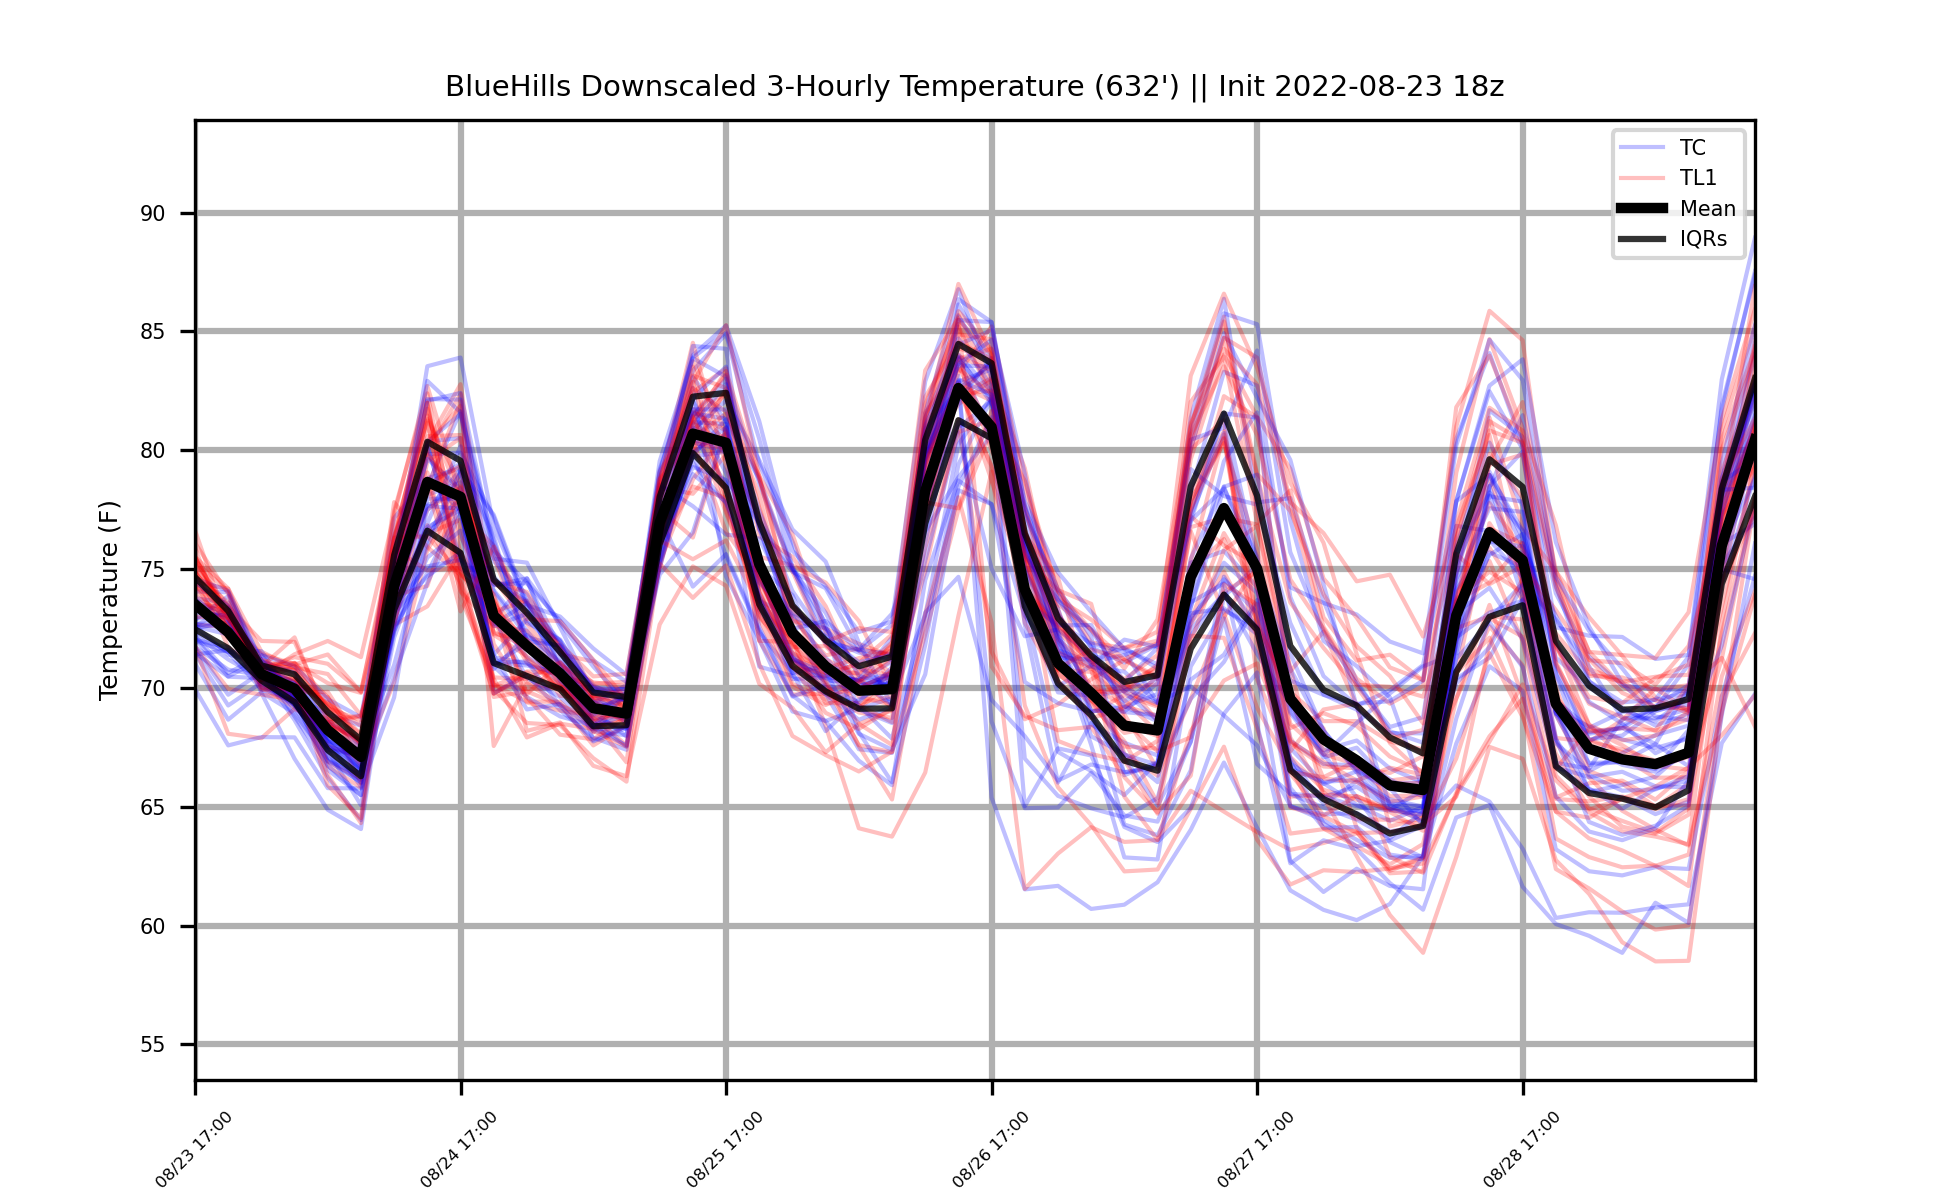 BlueHills Downscaled 3-Hourly Temperature (632') || Init 2022-08-23 18z
TC
TL1
Mean
IQRs
Temperature (F)
90
85
80
75
70
65
60
55
08/23 17:00
08/24 17:00
08/25 17:00
08/26 17:00
08/27 17:00
08/28 17:00